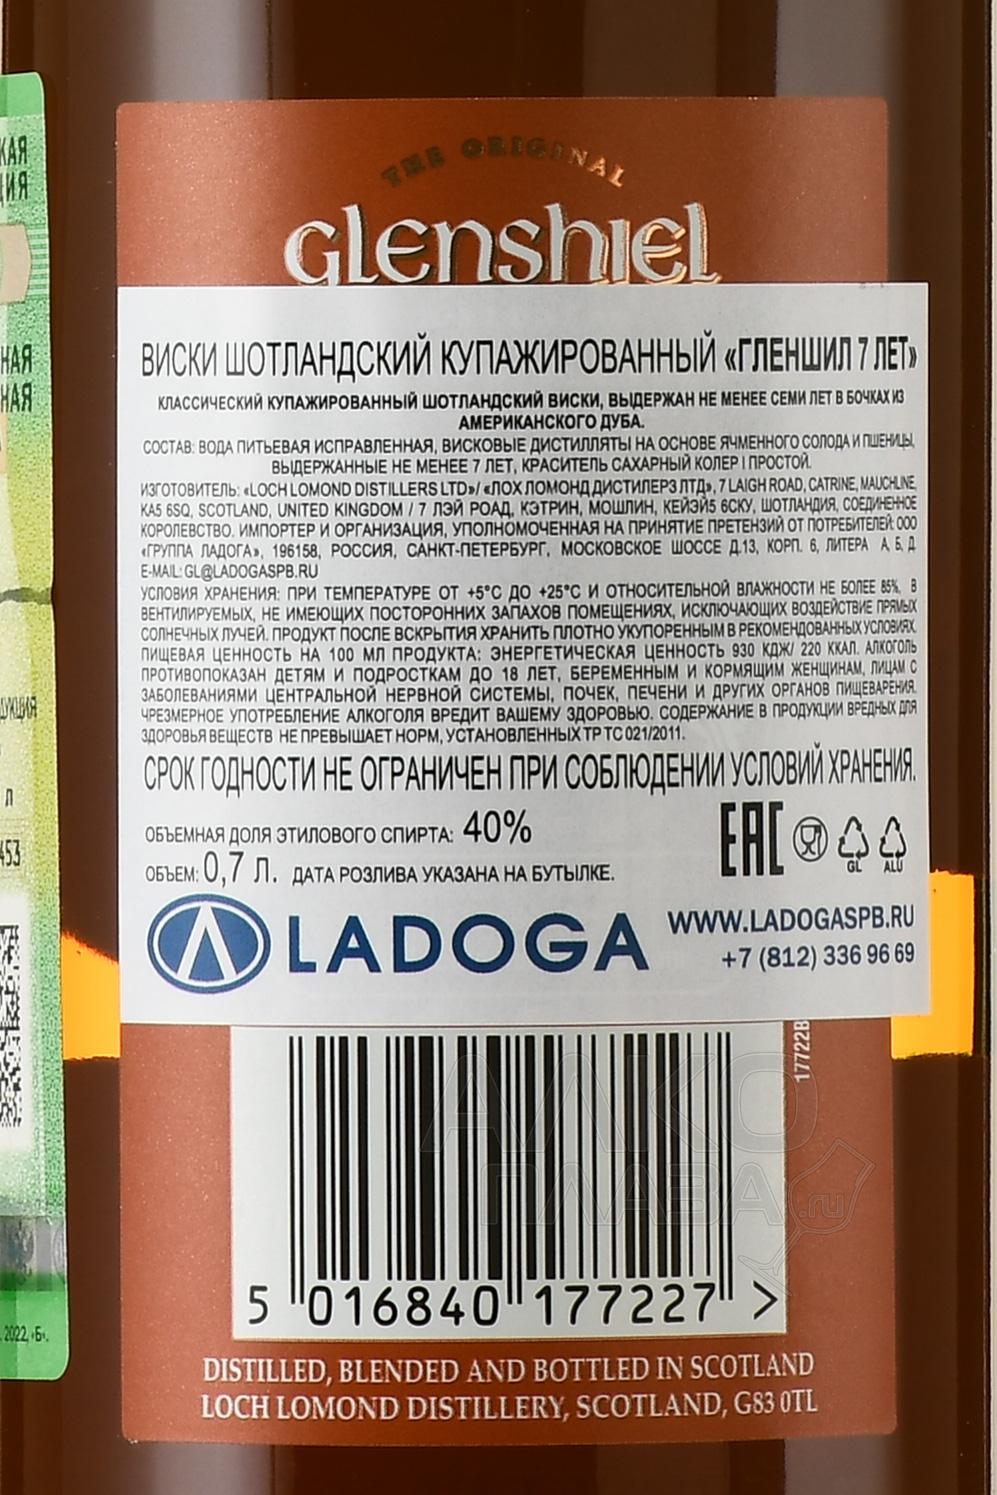 THE ORIGINAL
GLENSHIEL
ВИСКИ ШОТЛАНДСКИЙ КУПАЖИРОВАННЫЙ «ГЛЕНШИЛ 7 ЛЕТ»
КЛАССИЧЕСКИЙ КУПАЖИРОВАННЫЙ ШОТЛАНДСКИЙ ВИСКИ, ВЫДЕРЖАН НЕ МЕНЕЕ СЕМИ ЛЕТ В БОЧКАХ ИЗ
АМЕРИКАНСКОГО ДУБА.
СОСТАВ: ВОДА ПИТЬЕВАЯ ИСПРАВЛЕННАЯ, ВИСКОВЫЕ ДИСТИЛЛЯТЫ НА ОСНОВЕ ЯЧМЕННОГО СОЛОДА И ПШЕНИЦЫ,
ВЫДЕРЖАННЫЕ НЕ МЕНЕЕ 7 ЛЕТ, КРАСИТЕЛЬ САХАРНЫЙ КОЛЕР I ПРОСТОЙ.
ИЗГОТОВИТЕЛЬ: «LOCH LOMOND DISTILLERS LTD»/ «ЛОХ ЛОМОНД ДИСТИЛЕРЗ ЛТД», 7 LAIGH ROAD, CATRINE, MAUCHLINE,
KA5 6SQ, SCOTLAND, UNITED KINGDOM / 7 ЛЭЙ РОАД, КЭТРИН, МОШЛИН, КЕЙЭЙ5 6СКУ, ШОТЛАНДИЯ, СОЕДИНЕННОЕ
КОРОЛЕВСТВО. ИМПОРТЕР И ОРГАНИЗАЦИЯ, УПОЛНОМОЧЕННАЯ НА ПРИНЯТИЕ ПРЕТЕНЗИЙ ОТ ПОТРЕБИТЕЛЕЙ: ООО
«ГРУППА ЛАДОГА», 196158, РОССИЯ, САНКТ-ПЕТЕРБУРГ, МОСКОВСКОЕ ШОССЕ Д.13, КОРП. 6, ЛИТЕРА А, Б, Д.
E-MAIL: GL@LADOGASPB.RU
УСЛОВИЯ ХРАНЕНИЯ: ПРИ ТЕМПЕРАТУРЕ ОТ +5°С ДО +25°С И ОТНОСИТЕЛЬНОЙ ВЛАЖНОСТИ НЕ БОЛЕЕ 85%, В
ВЕНТИЛИРУЕМЫХ, НЕ ИМЕЮЩИХ ПОСТОРОННИХ ЗАПАХОВ ПОМЕЩЕНИЯХ, ИСКЛЮЧАЮЩИХ ВОЗДЕЙСТВИЕ ПРЯМЫХ
СОЛНЕЧНЫХ ЛУЧЕЙ. ПРОДУКТ ПОСЛЕ ВСКРЫТИЯ ХРАНИТЬ ПЛОТНО УКУПОРЕННЫМ В РЕКОМЕНДОВАННЫХ УСЛОВИЯХ.
ПИЩЕВАЯ ЦЕННОСТЬ НА 100 МЛ ПРОДУКТА: ЭНЕРГЕТИЧЕСКАЯ ЦЕННОСТЬ 930 КДЖ/ 220 ККАЛ. АЛКОГОЛЬ
ПРОТИВОПОКАЗАН ДЕТЯМ И ПОДРОСТКАМ ДО 18 ЛЕТ, БЕРЕМЕННЫМ И КОРМЯЩИМ ЖЕНЩИНАМ, ЛИЦАМ С
ЗАБОЛЕВАНИЯМИ ЦЕНТРАЛЬНОЙ НЕРВНОЙ СИСТЕМЫ, ПОЧЕК, ПЕЧЕНИ И ДРУГИХ ОРГАНОВ ПИЩЕВАРЕНИЯ.
ЧРЕЗМЕРНОЕ УПОТРЕБЛЕНИЕ АЛКОГОЛЯ ВРЕДИТ ВАШЕМУ ЗДОРОВЬЮ. СОДЕРЖАНИЕ В ПРОДУКЦИИ ВРЕДНЫХ ДЛЯ
ЗДОРОВЬЯ ВЕЩЕСТВ НЕ ПРЕВЫШАЕТ НОРМ, УСТАНОВЛЕННЫХ ТР ТС 021/2011.
СРОК ГОДНОСТИ НЕ ОГРАНИЧЕН ПРИ СОБЛЮДЕНИИ УСЛОВИЙ ХРАНЕНИЯ.
ОБЪЕМНАЯ ДОЛЯ ЭТИЛОВОГО СПИРТА: 40%
ОБЪЕМ: 0,7 Л. ДАТА РОЗЛИВА УКАЗАНА НА БУТЫЛКЕ.
EAC
GL ALU
LADOGA
WWW.LADOGASPB.RU
+7 (812) 336 96 69
17722B
5 016840 177227 >
DISTILLED, BLENDED AND BOTTLED IN SCOTLAND
LOCH LOMOND DISTILLERY, SCOTLAND, G83 0TL
КАЯ
ЦИЯ
НАЯ
НАЯ
ДУКЦИЯ
Л
453
2022, «Б».
АЛКО
ПЛАВА
.ru